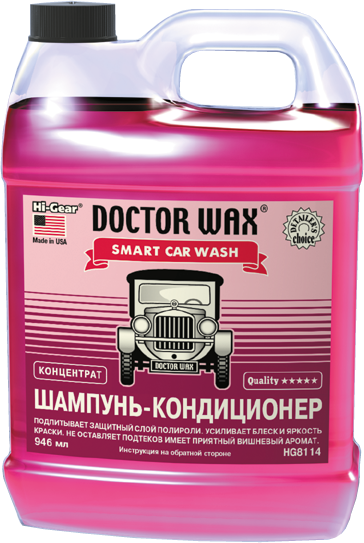 Hi-Gear®
Made in USA
DOCTOR WAX®
SMART CAR WASH
DETAILER'S
choice
DOCTOR WAX
КОНЦЕНТРАТ
Quality ★★★★★
ШАМПУНЬ-КОНДИЦИОНЕР
ПОДПИТЫВАЕТ ЗАЩИТНЫЙ СЛОЙ ПОЛИРОЛИ. УСИЛИВАЕТ БЛЕСК И ЯРКОСТЬ
КРАСКИ. НЕ ОСТАВЛЯЕТ ПОДТЕКОВ ИМЕЕТ ПРИЯТНЫЙ ВИШНЕВЫЙ АРОМАТ.
946 мл
Инструкция на обратной стороне
HG8114